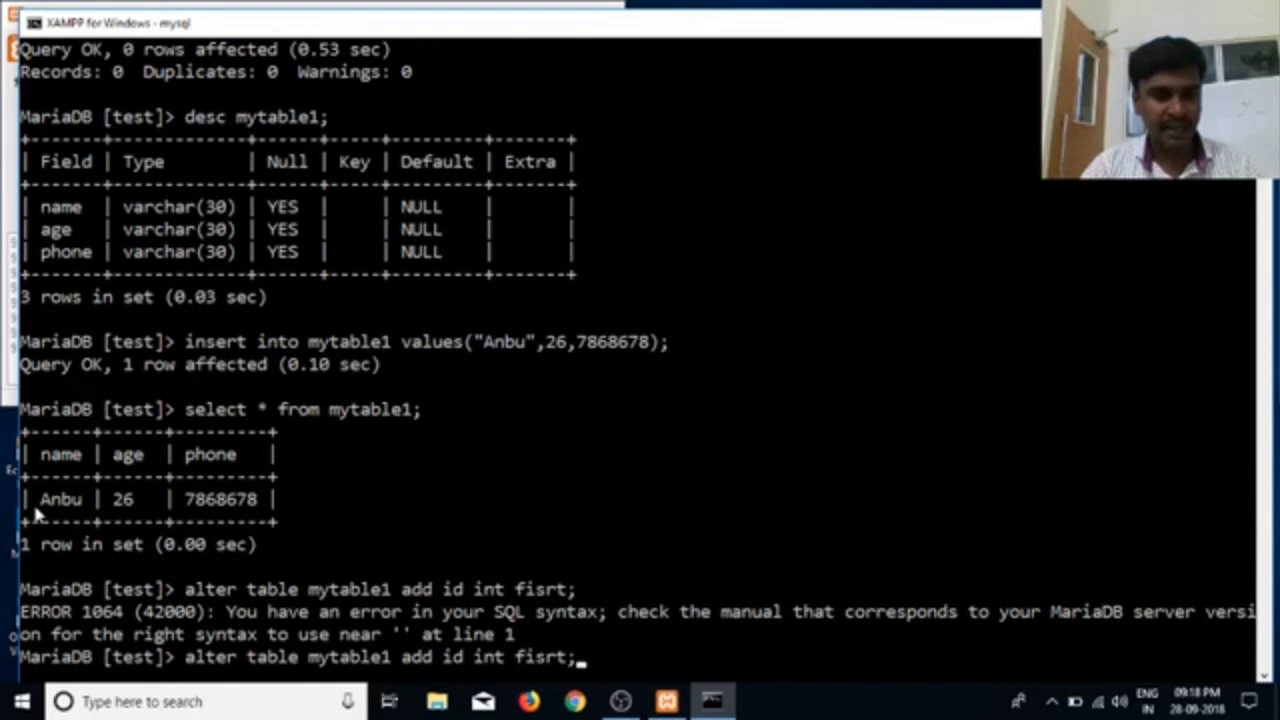 XAMPP for Windows - mysql
Query OK, 0 rows affected (0.53 sec)
Records: 0  Duplicates: 0  Warnings: 0
MariaDB [test]> desc mytable1;
| Field | Type | Null | Key | Default | Extra |
| name | varchar(30) | YES | | NULL | |
| age | varchar(30) | YES | | NULL | |
| phone | varchar(30) | YES | | NULL | |
3 rows in set (0.03 sec)
MariaDB [test]> insert into mytable1 values("Anbu",26,7868678);
Query OK, 1 row affected (0.10 sec)
MariaDB [test]> select * from mytable1;
| name | age | phone |
| Anbu | 26 | 7868678 |
1 row in set (0.00 sec)
MariaDB [test]> alter table mytable1 add id int fisrt;
ERROR 1064 (42000): You have an error in your SQL syntax; check the manual that corresponds to your MariaDB server versi
on for the right syntax to use near '' at line 1
MariaDB [test]> alter table mytable1 add id int fisrt;
Type here to search
ENG
IN
09:18 PM
28-09-2018